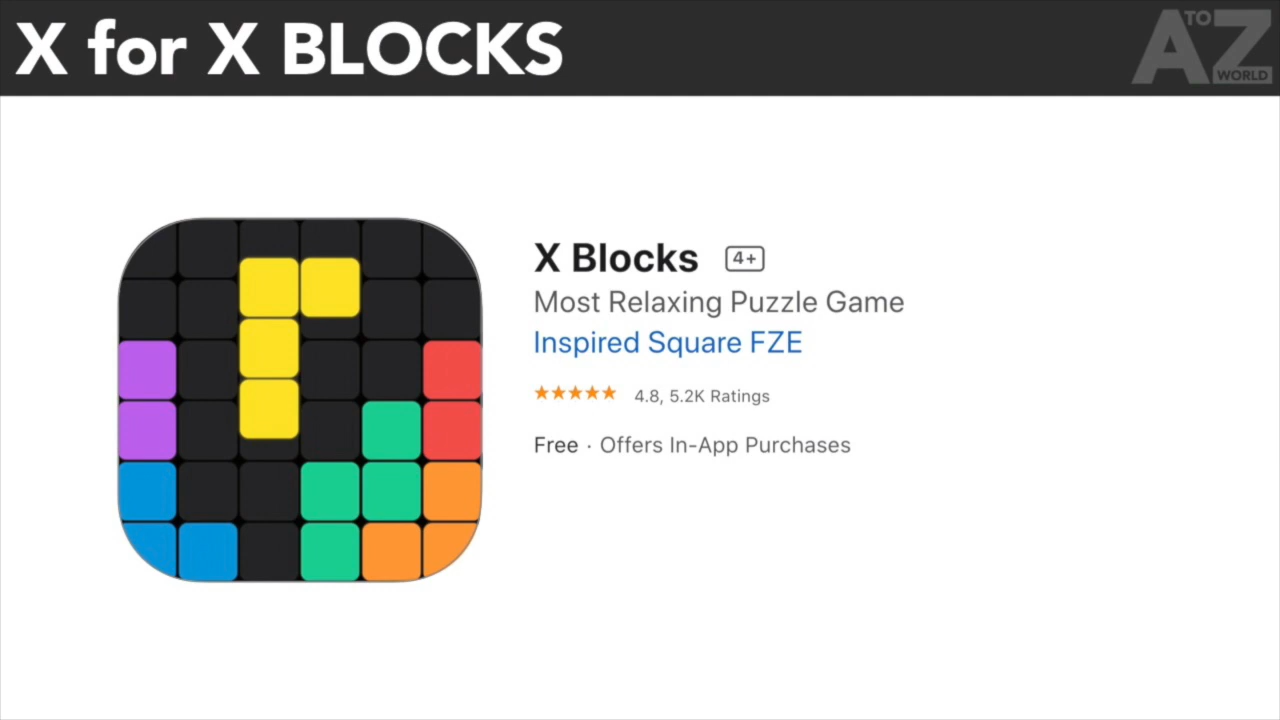 X for X BLOCKS
A TO Z WORLD
X Blocks 4+
Most Relaxing Puzzle Game
Inspired Square FZE
★★★★★ 4.8, 5.2K Ratings
Free · Offers In-App Purchases